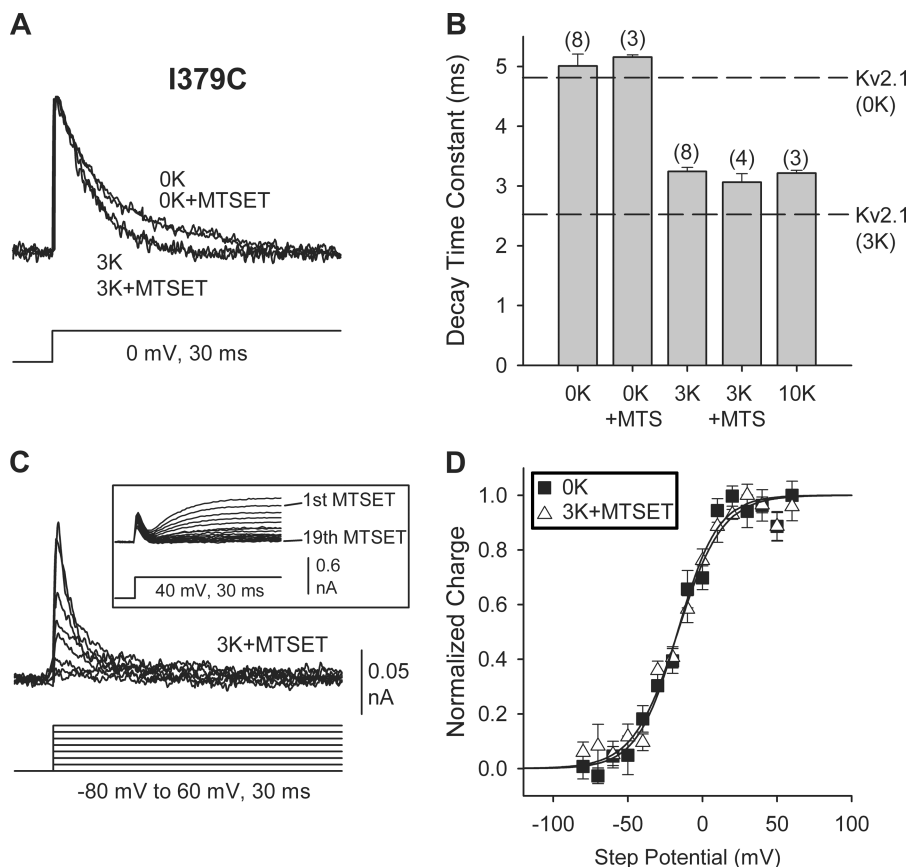 A
I379C
0K
0K+MTSET
3K
3K+MTSET
0 mV, 30 ms
B
Decay Time Constant (ms)
5
4
3
2
1
0
(8)
(3)
(8)
(4)
(3)
Kv2.1
(0K)
Kv2.1
(3K)
0K
0K
+MTS
3K
3K
+MTS
10K
C
1st MTSET
19th MTSET
0.6
nA
40 mV, 30 ms
3K+MTSET
0.05
nA
-80 mV to 60 mV, 30 ms
D
0K
3K+MTSET
Normalized Charge
1.0
0.8
0.6
0.4
0.2
0.0
-100
-50
0
50
100
Step Potential (mV)